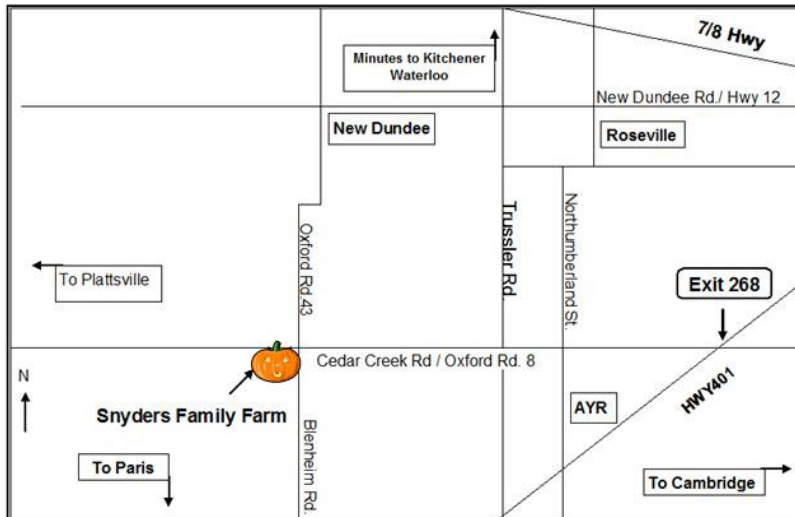 7/8 Hwy
Minutes to Kitchener
Waterloo
New Dundee Rd./ Hwy 12
New Dundee
Roseville
Oxford Rd.43
Trussler Rd.
Northumberland St.
To Plattsville
Exit 268
Cedar Creek Rd / Oxford Rd. 8
N
Snyders Family Farm
HWY401
AYR
Blenheim Rd.
To Paris
To Cambridge